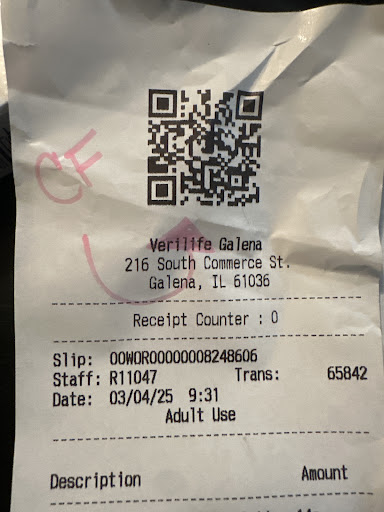 CF
Verilife Galena
216 South Commerce St.
Galena, IL 61036
Receipt Counter : 0
Slip: 00W0R00000008248606
Staff: R11047 Trans: 65842
Date: 03/04/25 9:31
Adult Use
Description Amount